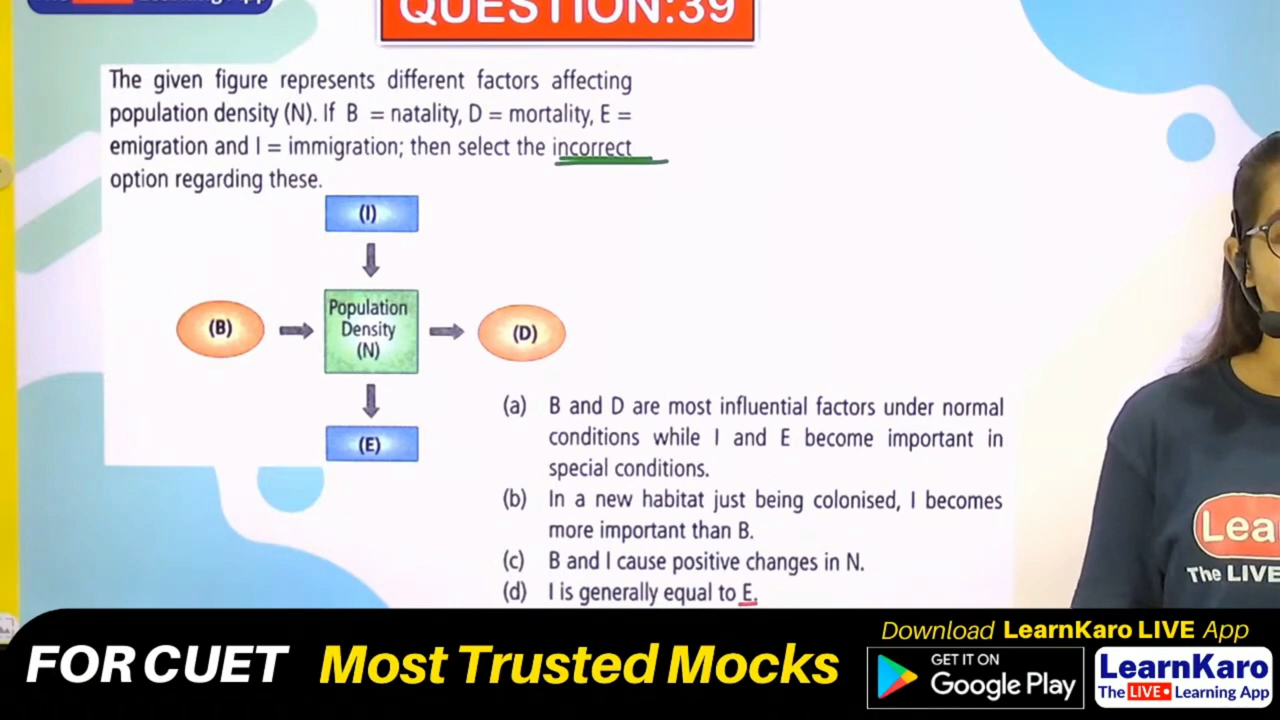 QUESTION:39
The given figure represents different factors affecting
population density (N). If B = natality, D = mortality, E =
emigration and I = immigration; then select the incorrect
option regarding these.
(I)
(B)
Population
Density
(N)
(D)
(E)
(a) B and D are most influential factors under normal
conditions while I and E become important in
special conditions.
(b) In a new habitat just being colonised, I becomes
more important than B.
(c) B and I cause positive changes in N.
(d) I is generally equal to E.
Lea
The LIVE
FOR CUET Most Trusted Mocks
Download LearnKaro LIVE App
GET IT ON
Google Play
LearnKaro
The LIVE Learning App